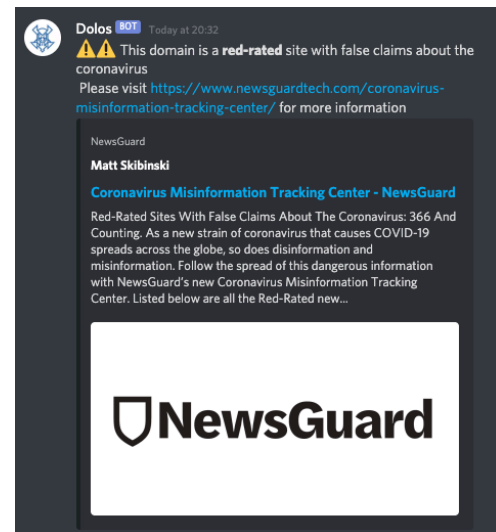 Dolos BOT Today at 20:32
⚠️⚠️ This domain is a red-rated site with false claims about the
coronavirus
Please visit https://www.newsguardtech.com/coronavirus-
misinformation-tracking-center/ for more information
NewsGuard
Matt Skibinski
Coronavirus Misinformation Tracking Center - NewsGuard
Red-Rated Sites With False Claims About The Coronavirus: 366 And
Counting. As a new strain of coronavirus that causes COVID-19
spreads across the globe, so does disinformation and
misinformation. Follow the spread of this dangerous information
with NewsGuard's new Coronavirus Misinformation Tracking
Center. Listed below are all the Red-Rated new...
NewsGuard